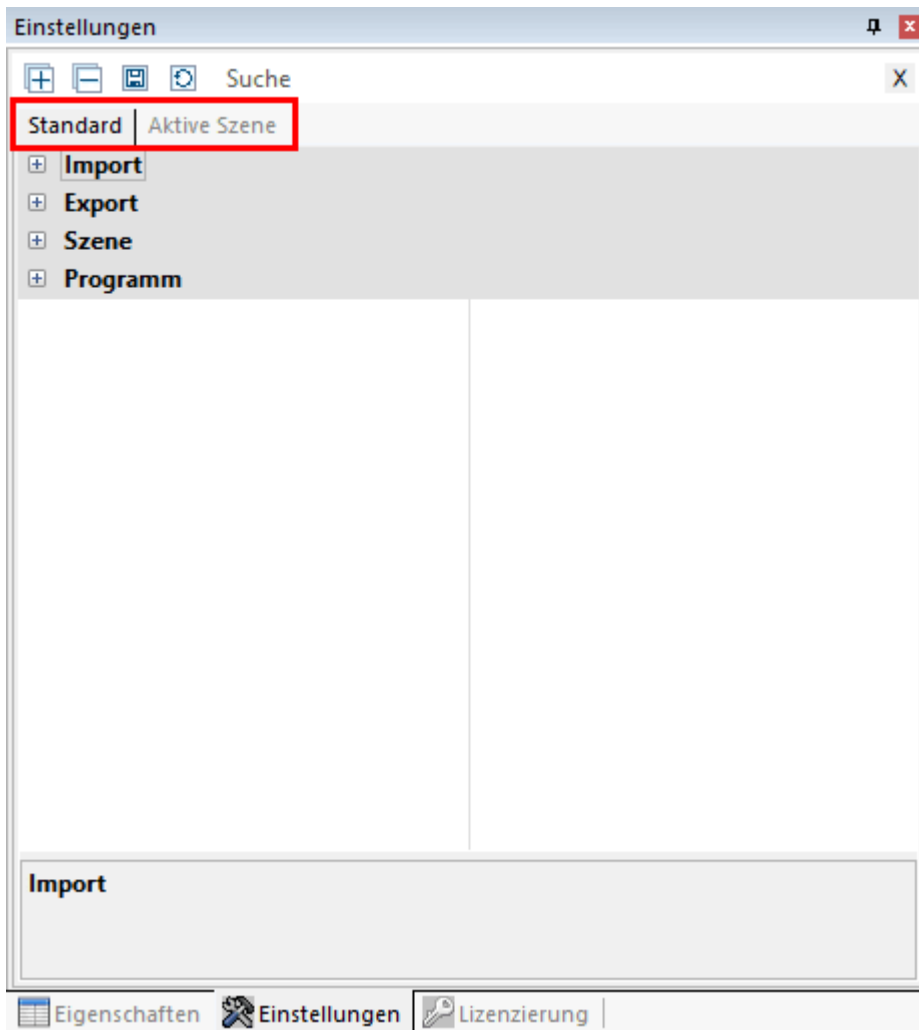 Einstellungen
Suche X
Standard Aktive Szene
Import
Export
Szene
Programm
Import
Eigenschaften Einstellungen Lizenzierung